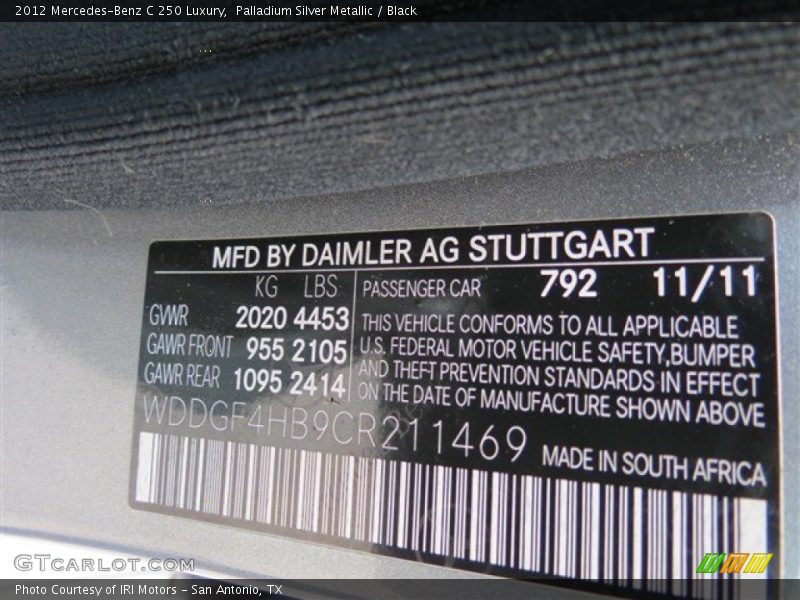 2012 Mercedes-Benz C 250 Luxury, Palladium Silver Metallic / Black
MFD BY DAIMLER AG STUTTGART
KG LBS PASSENGER CAR 792 11/11
GVWR 2020 4453
GAWR FRONT 955 2105
GAWR REAR 1095 2414
THIS VEHICLE CONFORMS TO ALL APPLICABLE
U.S. FEDERAL MOTOR VEHICLE SAFETY, BUMPER
AND THEFT PREVENTION STANDARDS IN EFFECT
ON THE DATE OF MANUFACTURE SHOWN ABOVE
WDDGF4HB9CR211469
MADE IN SOUTH AFRICA
GTCARLOT.COM
Photo Courtesy of IRI Motors - San Antonio, TX